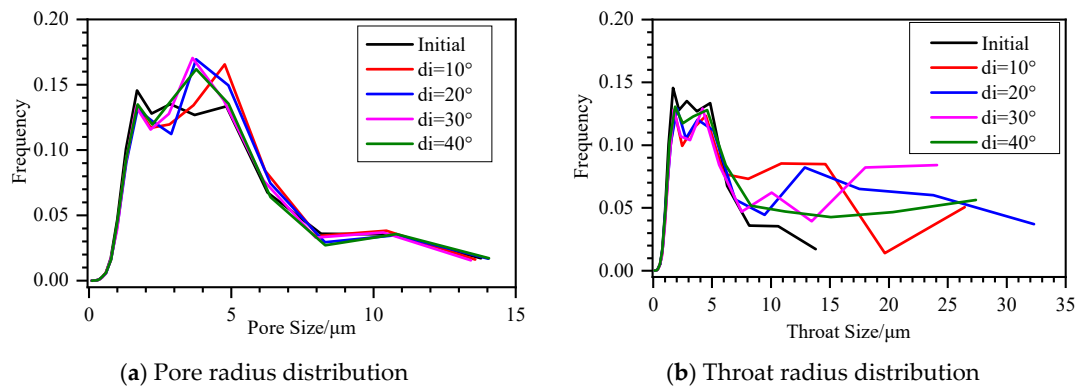 0.20
0.15
0.10
0.05
0.00
Frequency
0
5
10
15
Pore Size/μm
Initial
di=10°
di=20°
di=30°
di=40°
(a) Pore radius distribution
0.20
0.15
0.10
0.05
0.00
Frequency
0
5
10
15
20
25
30
35
Throat Size/μm
Initial
di=10°
di=20°
di=30°
di=40°
(b) Throat radius distribution